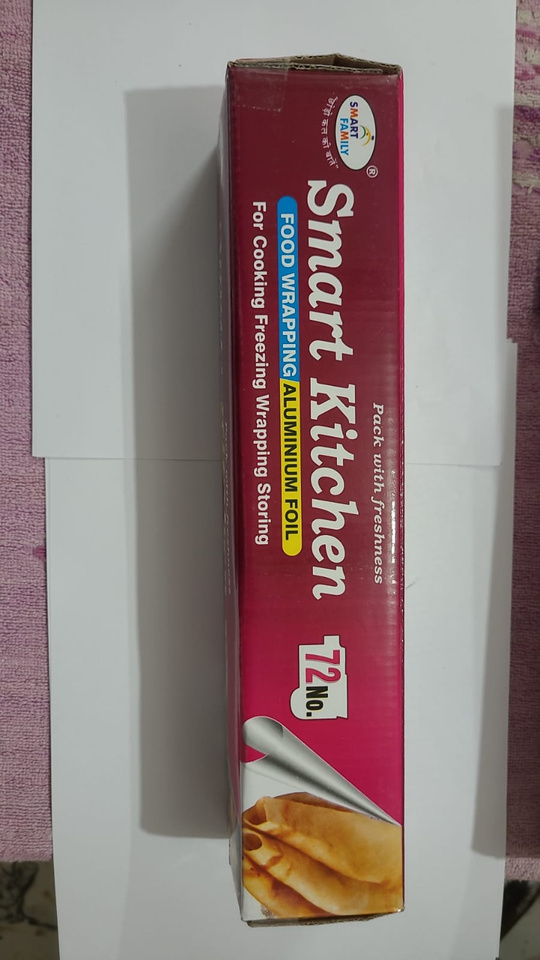 SMART
FAMILY
®
Pack with freshness
Smart Kitchen
FOOD WRAPPING ALUMINIUM FOIL
For Cooking Freezing Wrapping Storing
72 No.